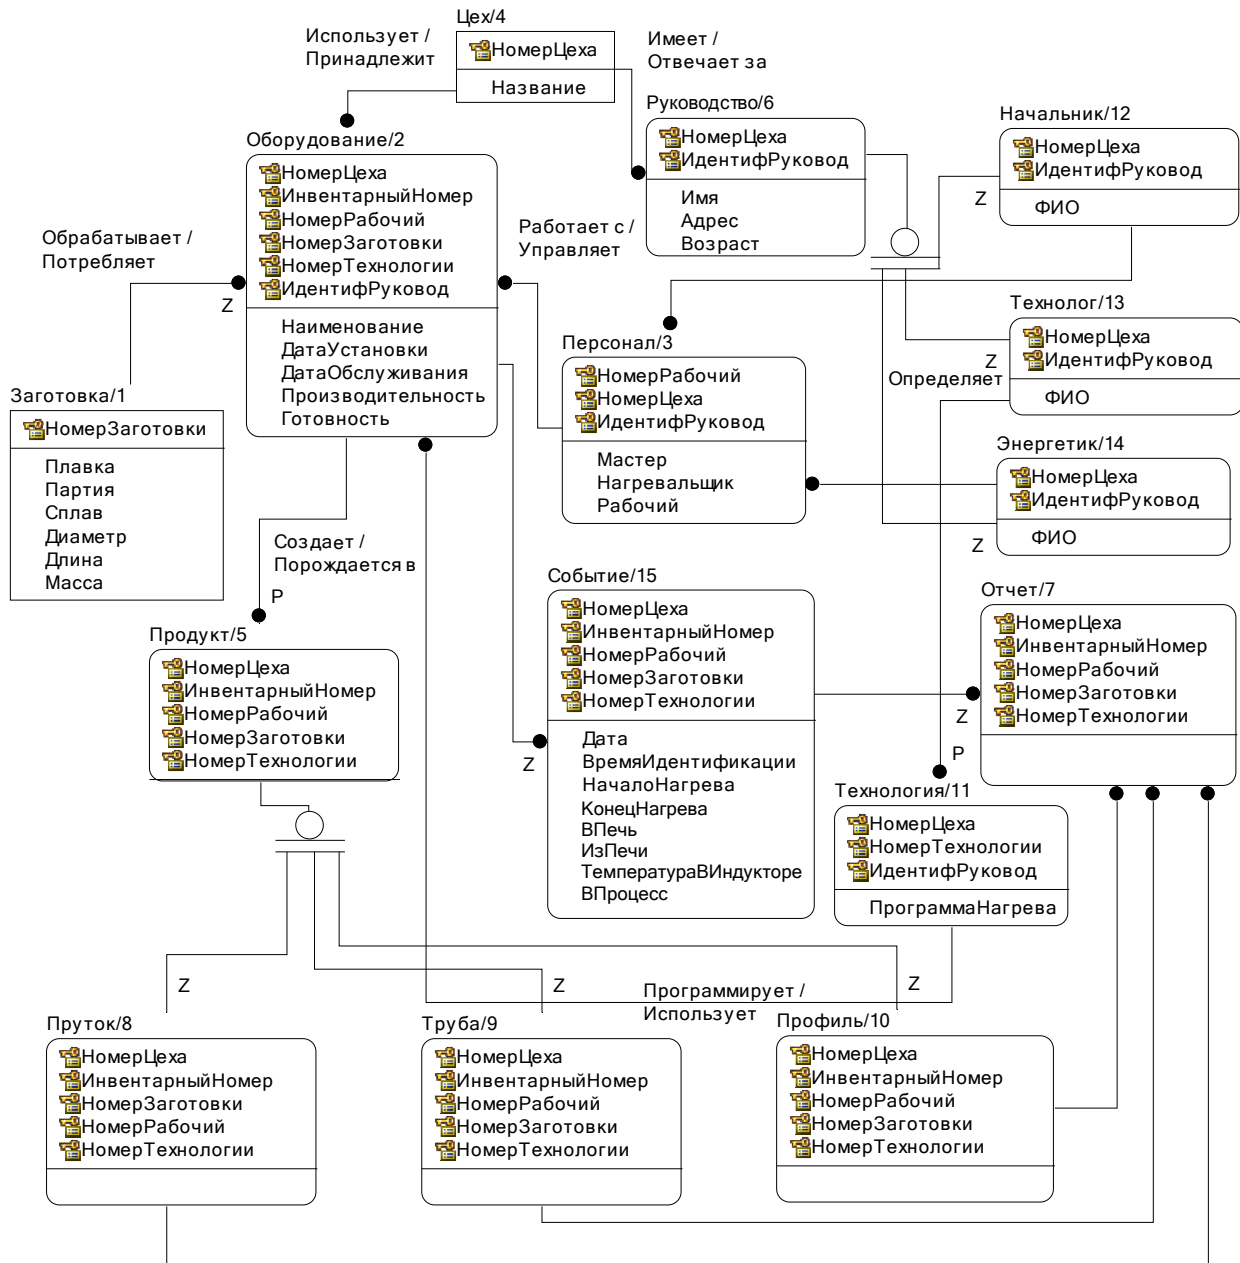 Цех/4
НомерЦеха
Название
Использует /
Принадлежит
Имеет /
Отвечает за
Руководство/6
НомерЦеха
ИдентифРуковод
Имя
Адрес
Возраст
Начальник/12
НомерЦеха
ИдентифРуковод
ФИО
Z
Оборудование/2
НомерЦеха
ИнвентарныйНомер
НомерРабочий
НомерЗаготовки
НомерТехнологии
ИдентифРуковод
Наименование
ДатаУстановки
ДатаОбслуживания
Производительность
Готовность
Обрабатывает /
Потребляет
Z
Работает с /
Управляет
Технолог/13
НомерЦеха
ИдентифРуковод
ФИО
Z
Определяет
Персонал/3
НомерРабочий
НомерЦеха
ИдентифРуковод
Мастер
Нагревальщик
Рабочий
Заготовка/1
НомерЗаготовки
Плавка
Партия
Сплав
Диаметр
Длина
Масса
Энергетик/14
НомерЦеха
ИдентифРуковод
ФИО
Z
Создает /
Порождается в
P
Событие/15
НомерЦеха
ИнвентарныйНомер
НомерРабочий
НомерЗаготовки
НомерТехнологии
Дата
ВремяИдентификации
НачалоНагрева
КонецНагрева
ВПечь
ИзПечи
ТемператураВИндукторе
ВПроцесс
Z
Отчет/7
НомерЦеха
ИнвентарныйНомер
НомерРабочий
НомерЗаготовки
НомерТехнологии
Z
P
Продукт/5
НомерЦеха
ИнвентарныйНомер
НомерРабочий
НомерЗаготовки
НомерТехнологии
Технология/11
НомерЦеха
НомерТехнологии
ИдентифРуковод
ПрограммаНагрева
Z
Z
Z
Программирует /
Использует
Пруток/8
НомерЦеха
ИнвентарныйНомер
НомерЗаготовки
НомерРабочий
НомерТехнологии
Труба/9
НомерЦеха
ИнвентарныйНомер
НомерРабочий
НомерЗаготовки
НомерТехнологии
Профиль/10
НомерЦеха
ИнвентарныйНомер
НомерРабочий
НомерЗаготовки
НомерТехнологии